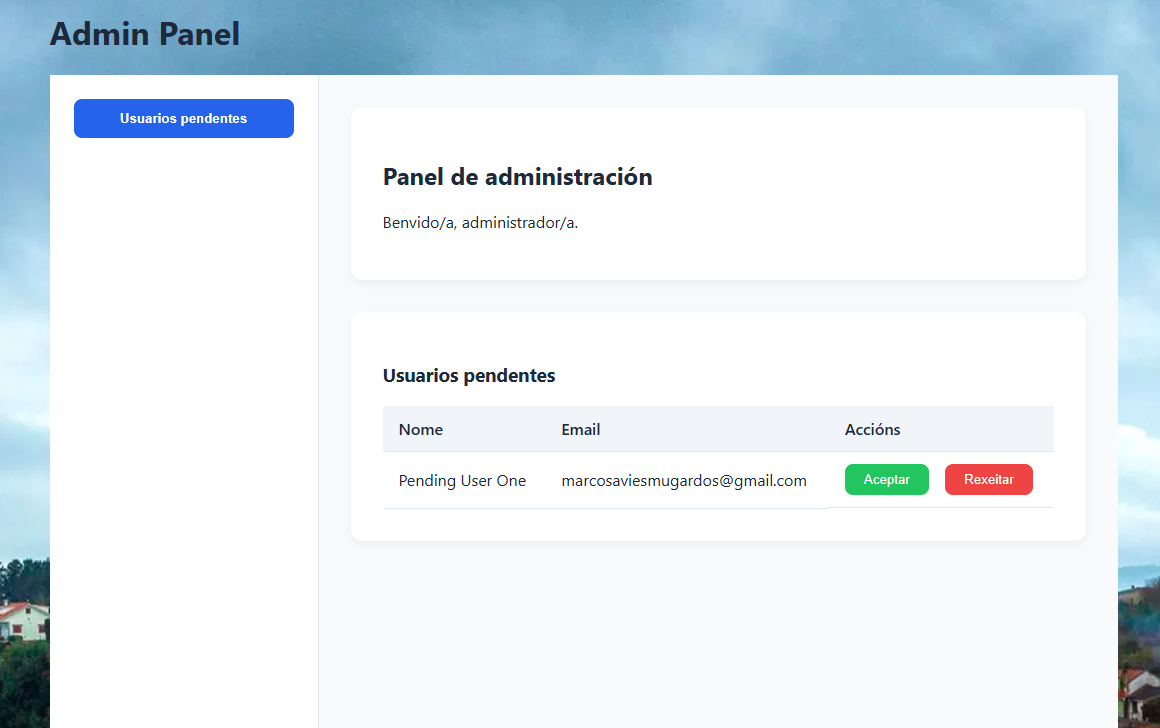 Admin Panel
Usuarios pendentes
Panel de administración
Benvido/a, administrador/a.
Usuarios pendentes
Nome Email Accións
Pending User One marcosaviesmugardos@gmail.com Aceptar Rexeitar